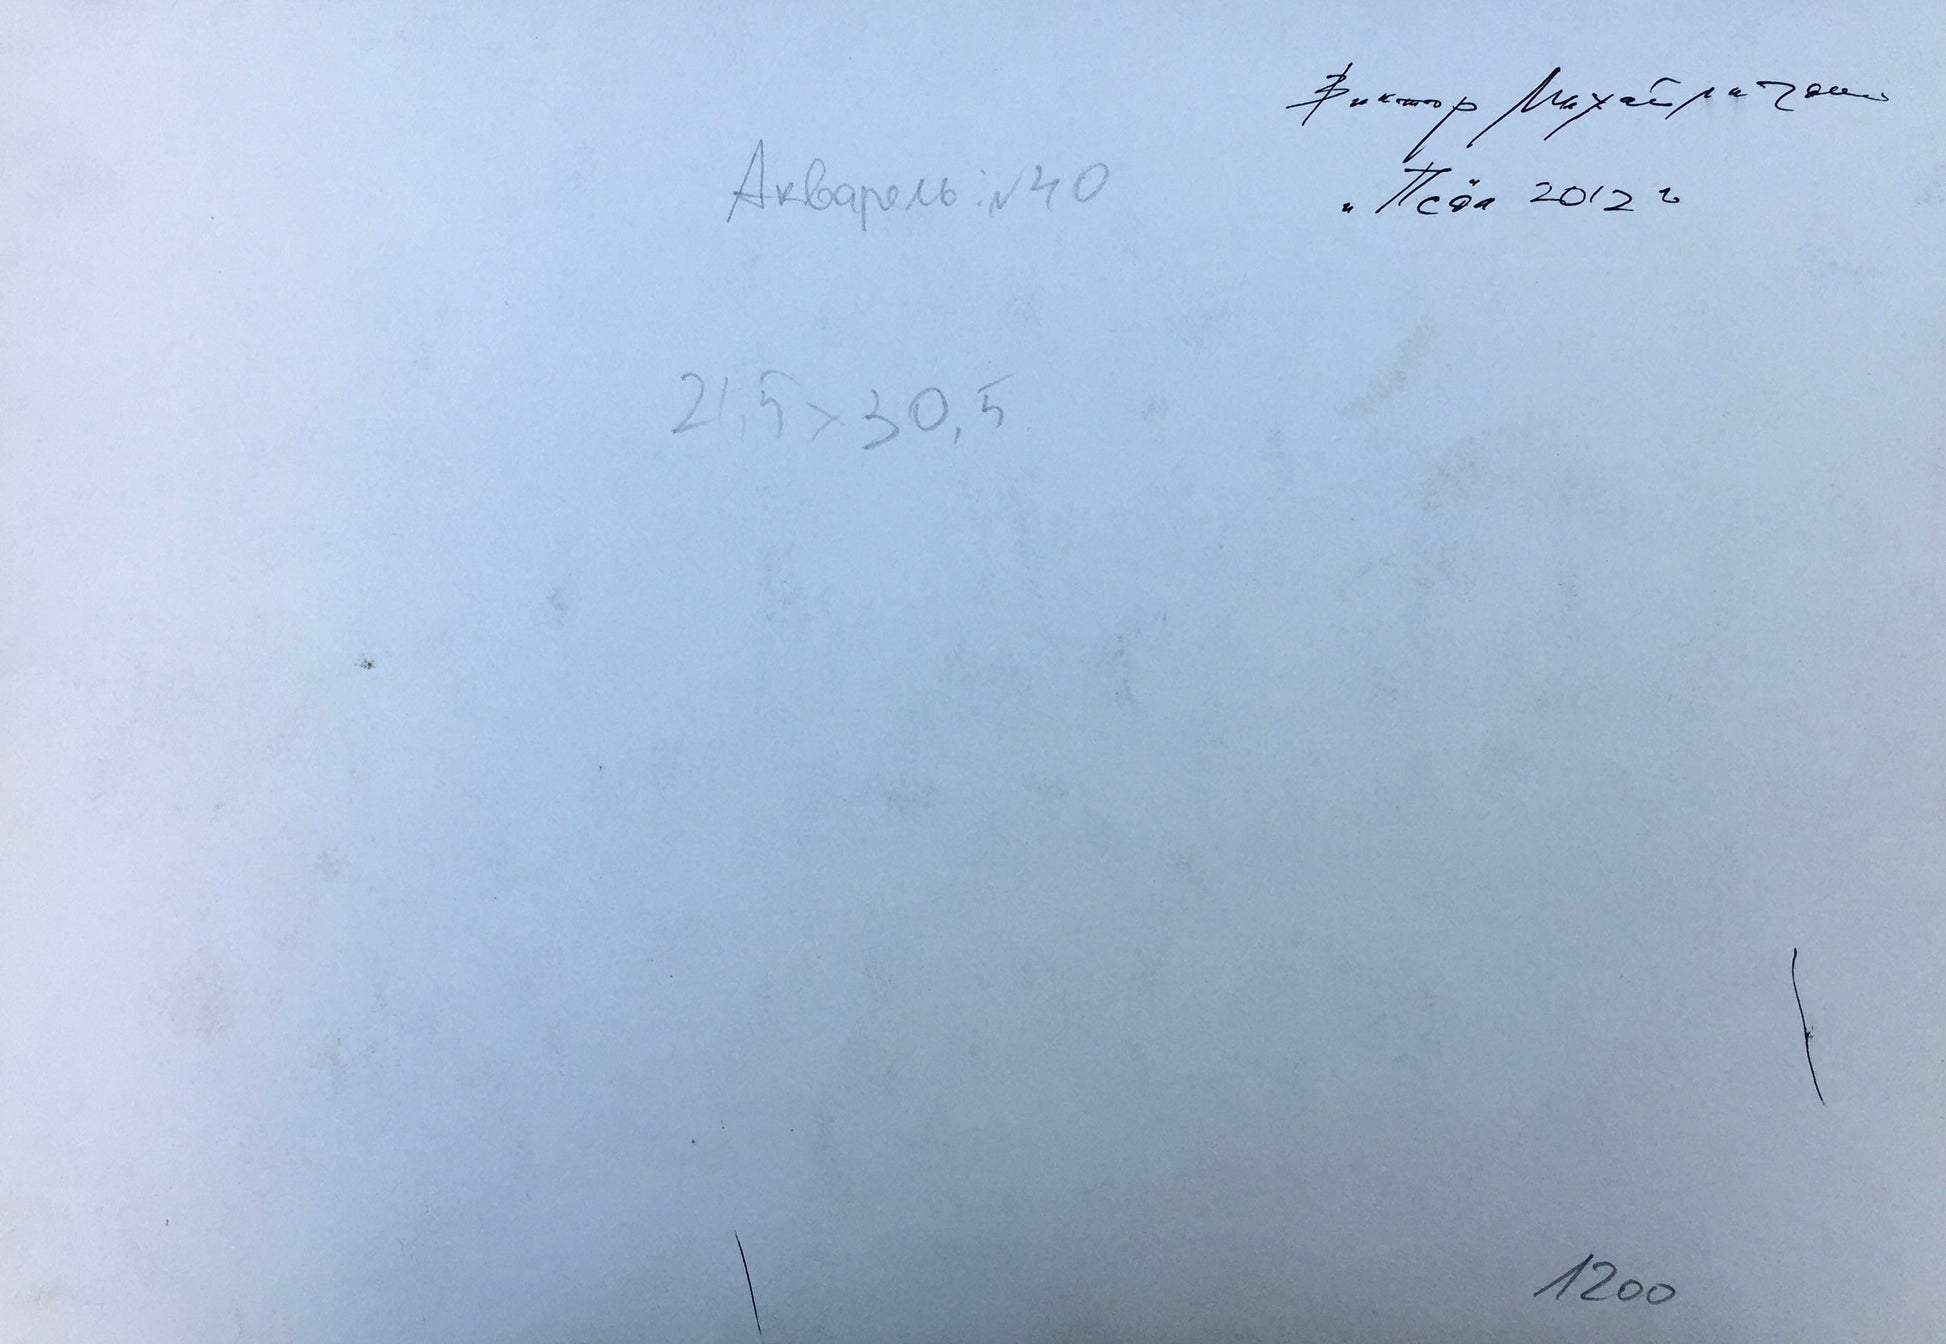 Виктор Михайличенко
"Псёл" 2012 г
Акварель: №40
21,5 х 30,5
1200